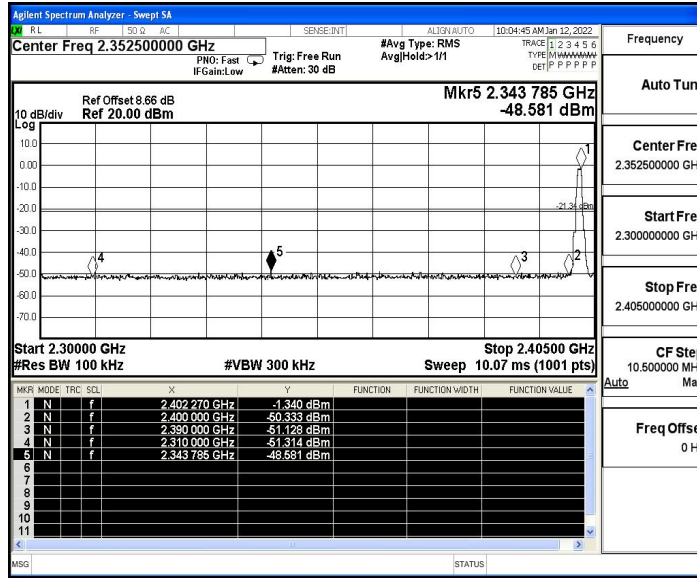 Agilent Spectrum Analyzer - Swept SA
LXI RL RF 50 Ω AC SENSE:INT ALIGN AUTO 10:04:45 AM Jan 12, 2022
Center Freq 2.352500000 GHz
PNO: Fast
IFGain:Low
Trig: Free Run
#Atten: 30 dB
#Avg Type: RMS
Avg|Hold:>1/1
TRACE 1 2 3 4 5 6
TYPE M W W W W W
DET P P P P P P
Mkr5 2.343 785 GHz
-48.581 dBm
Ref Offset 8.66 dB
10 dB/div Ref 20.00 dBm
Log
10.0
0.00
-10.0
-20.0
-30.0
-40.0
-50.0
-60.0
-70.0
1
-21.34 dBm
4
5
3
2
Start 2.30000 GHz Stop 2.40500 GHz
#Res BW 100 kHz #VBW 300 kHz Sweep 10.07 ms (1001 pts)
MKR MODE TRC SCL X Y FUNCTION FUNCTION WIDTH FUNCTION VALUE
1 N f 2.402 270 GHz -1.340 dBm
2 N f 2.400 000 GHz -50.333 dBm
3 N f 2.390 000 GHz -51.128 dBm
4 N f 2.310 000 GHz -51.314 dBm
5 N f 2.343 785 GHz -48.581 dBm
6
7
8
9
10
11
MSG STATUS
Frequency
Auto Tun
Center Fre
2.352500000 GH
Start Fre
2.300000000 GH
Stop Fre
2.405000000 GH
CF Ste
10.500000 MH
Auto Ma
Freq Offse
0 H